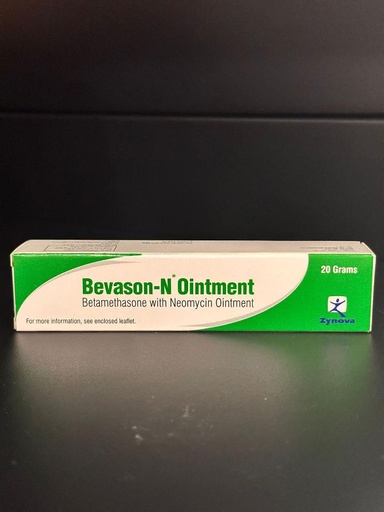 20 Grams
Bevason-N* Ointment
Betamethasone with Neomycin Ointment
For more information, see enclosed leaflet.
Zynova